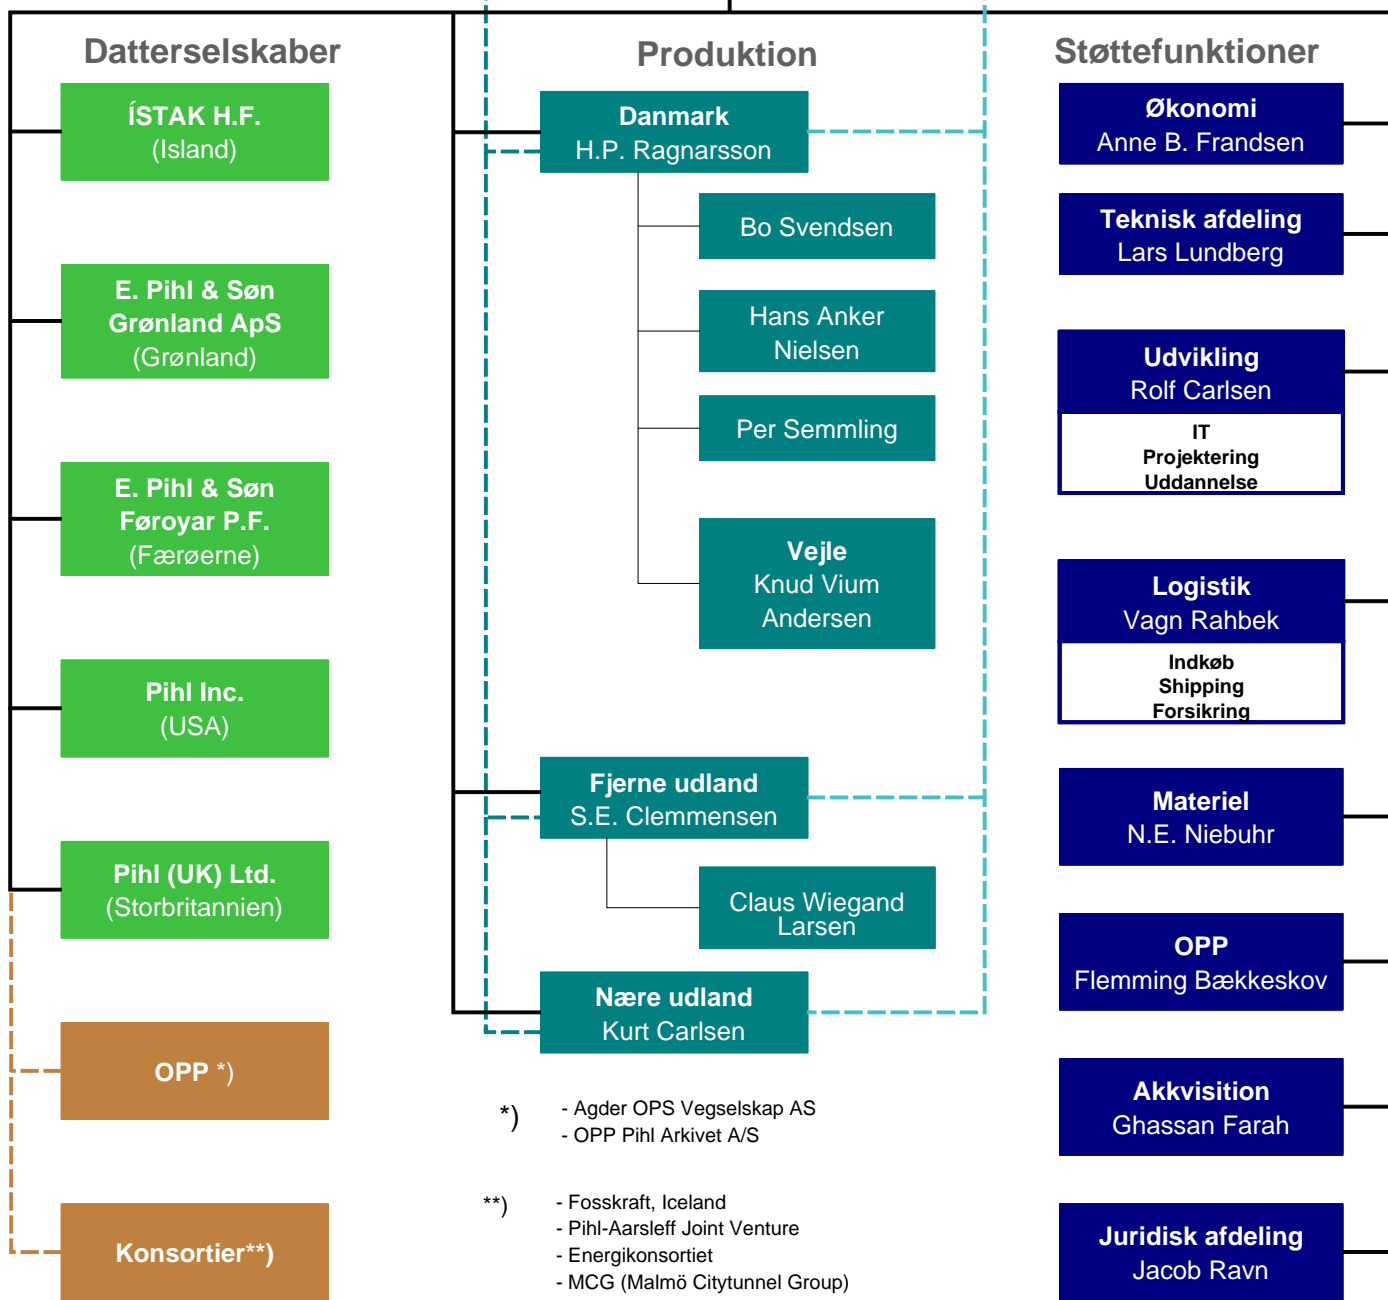 Datterselskaber
ÍSTAK H.F.
(Island)
E. Pihl & Søn
Grønland ApS
(Grønland)
E. Pihl & Søn
Føroyar P.F.
(Færøerne)
Pihl Inc.
(USA)
Pihl (UK) Ltd.
(Storbritannien)
OPP *)
Konsortier**)
Produktion
Danmark
H.P. Ragnarsson
Bo Svendsen
Hans Anker
Nielsen
Per Semmling
Vejle
Knud Vium
Andersen
Fjerne udland
S.E. Clemmensen
Claus Wiegand
Larsen
Nære udland
Kurt Carlsen
*) - Agder OPS Vegselskap AS
- OPP Pihl Arkivet A/S
**) - Fosskraft, Iceland
- Pihl-Aarsleff Joint Venture
- Energikonsortiet
- MCG (Malmö Citytunnel Group)
Støttefunktioner
Økonomi
Anne B. Frandsen
Teknisk afdeling
Lars Lundberg
Udvikling
Rolf Carlsen
IT
Projektering
Uddannelse
Logistik
Vagn Rahbek
Indkøb
Shipping
Forsikring
Materiel
N.E. Niebuhr
OPP
Flemming Bækkeskov
Akkvisition
Ghassan Farah
Juridisk afdeling
Jacob Ravn